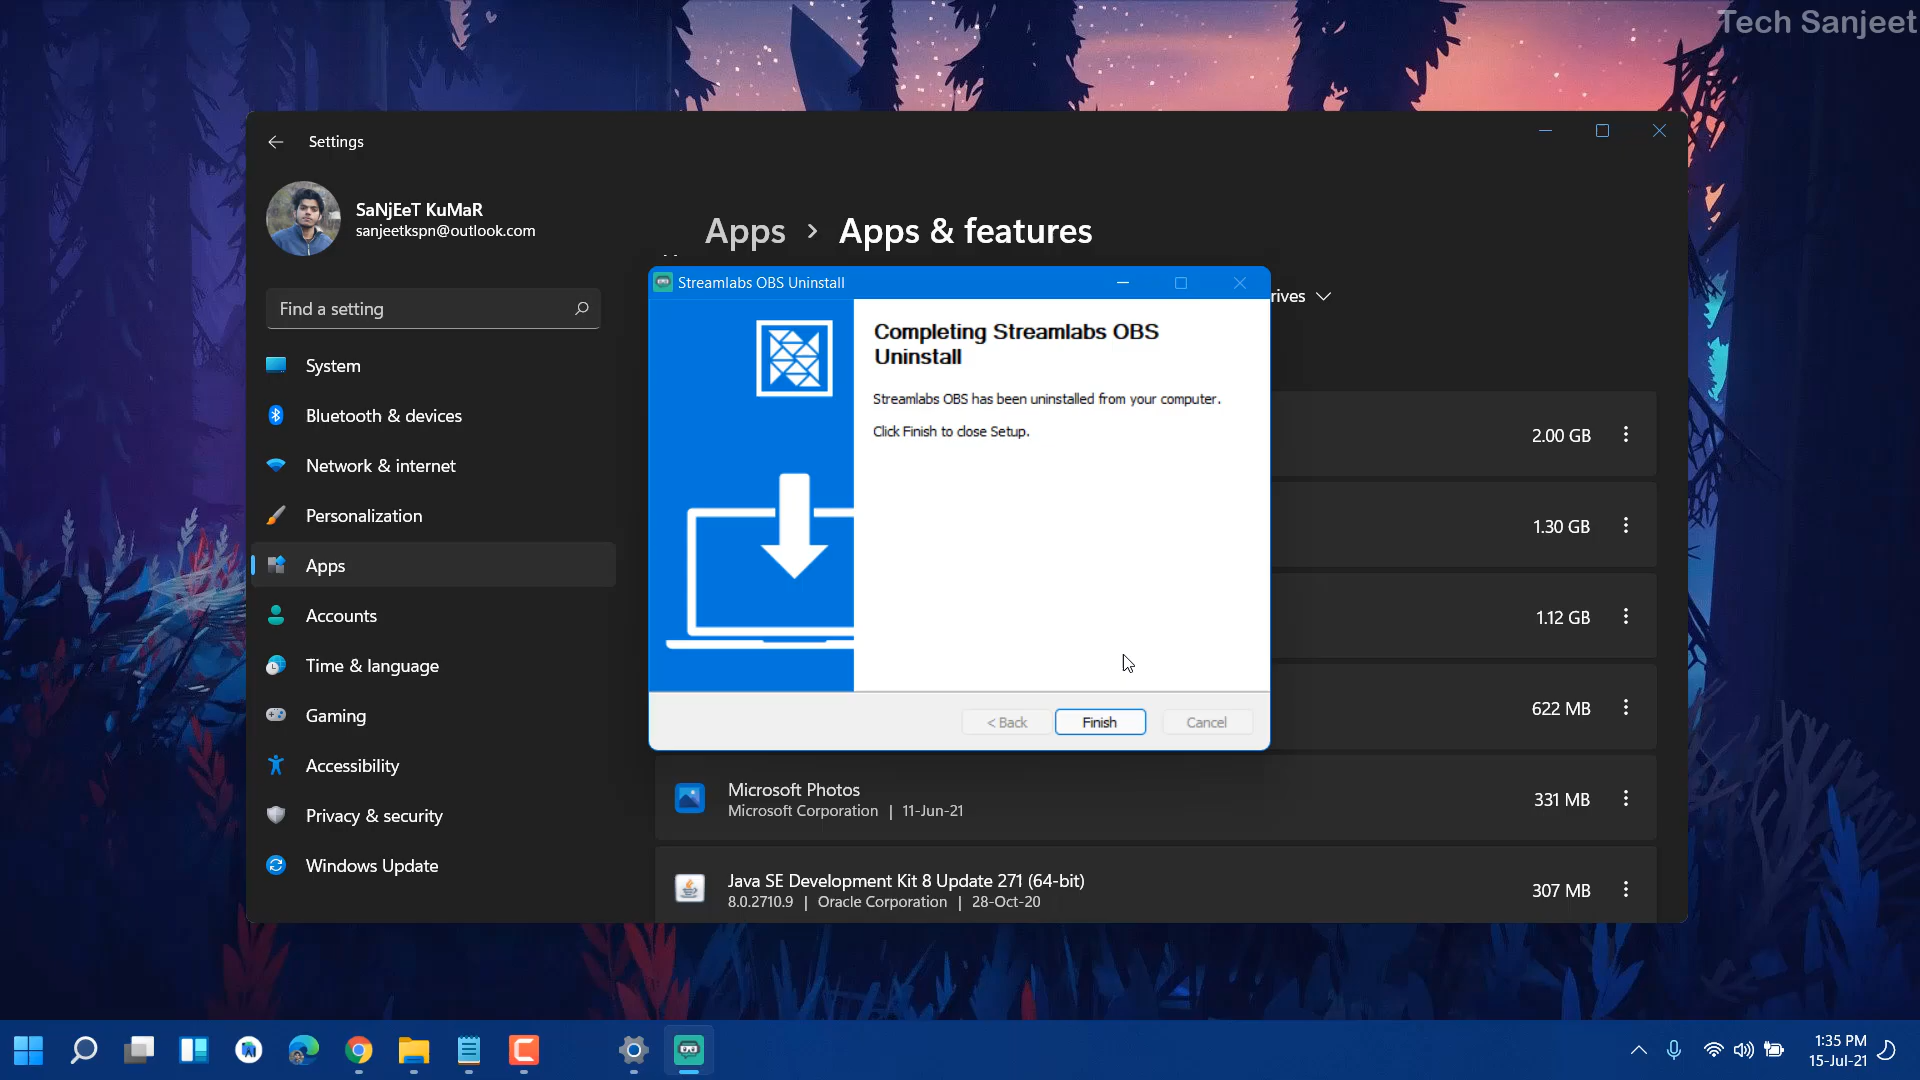 Tech Sanjeet
Settings
SaNjEeT KuMaR
sanjeetkspn@outlook.com
Find a setting
System
Bluetooth & devices
Network & internet
Personalization
Apps
Accounts
Time & language
Gaming
Accessibility
Privacy & security
Windows Update
Apps > Apps & features
rives
Streamlabs OBS Uninstall
Completing Streamlabs OBS
Uninstall
Streamlabs OBS has been uninstalled from your computer.
Click Finish to close Setup.
< Back
Finish
Cancel
2.00 GB
1.30 GB
1.12 GB
622 MB
Microsoft Photos
Microsoft Corporation | 11-Jun-21
331 MB
Java SE Development Kit 8 Update 271 (64-bit)
8.0.2710.9 | Oracle Corporation | 28-Oct-20
307 MB
1:35 PM
15-Jul-21